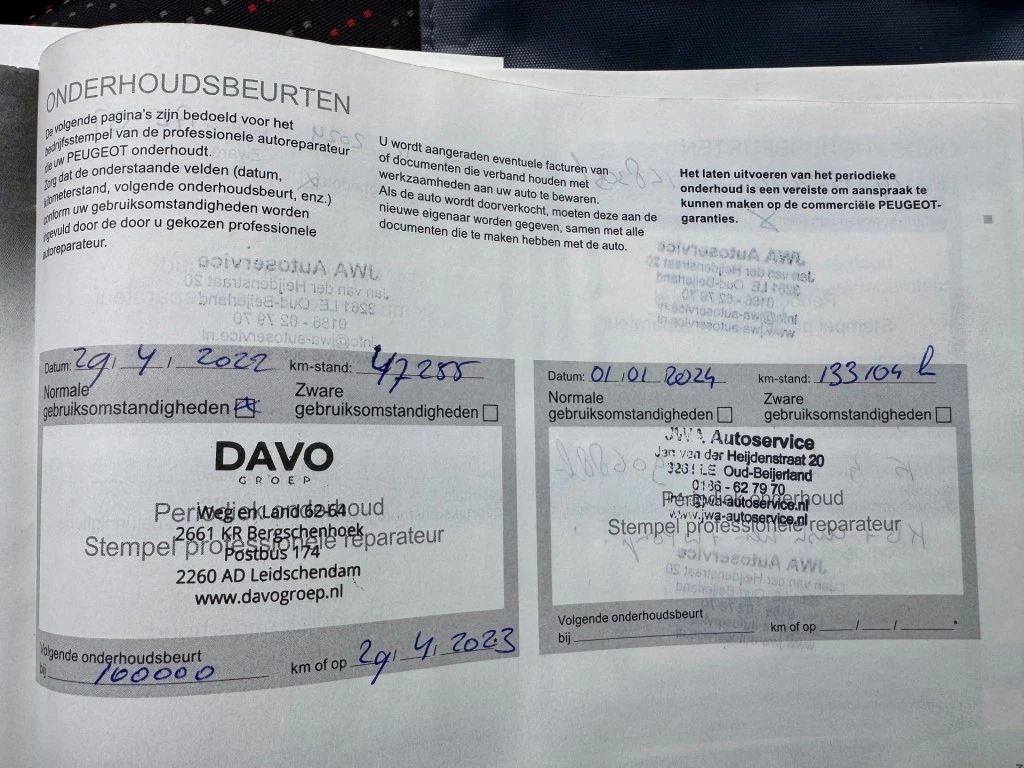 ONDERHOUDSBEURTEN
De volgende pagina's zijn bedoeld voor het
bedrijfsstempel van de professionele autoreparateur
die uw PEUGEOT onderhoudt.
Zorg dat de onderstaande velden (datum,
kilometerstand, volgende onderhoudsbeurt, enz.)
conform uw gebruiksomstandigheden worden
ingevuld door de door u gekozen professionele
autoreparateur.
U wordt aangeraden eventuele facturen van
of documenten die verband houden met
werkzaamheden aan uw auto te bewaren.
Als de auto wordt doorverkocht, moeten deze aan de
nieuwe eigenaar worden gegeven, samen met alle
documenten die te maken hebben met de auto.
Het laten uitvoeren van het periodieke
onderhoud is een vereiste om aanspraak te
kunnen maken op de commerciële PEUGEOT-
garanties.
Datum: 29, 4, 2022 km-stand: 47255
Normale Zware
gebruiksomstandigheden gebruiksomstandigheden
DAVO
GROEP
Periodiek onderhoud
Weg en Land 62-64
2661 KR Bergschenhoek
Stempel professionele reparateur
Postbus 174
2260 AD Leidschendam
www.davogroep.nl
Volgende onderhoudsbeurt
bij 100000 km of op 29, 4, 2023
Datum: 01, 01 2024 km-stand: 133104
Normale Zware
gebruiksomstandigheden gebruiksomstandigheden
JWA Autoservice
Jan van der Heijdenstraat 20
3261 LE Oud-Beijerland
0186 - 62 79 70
Periodiek onderhoud
info@jwa-autoservice.nl
www.jwa-autoservice.nl
Stempel professionele reparateur
Volgende onderhoudsbeurt
bij km of op / /